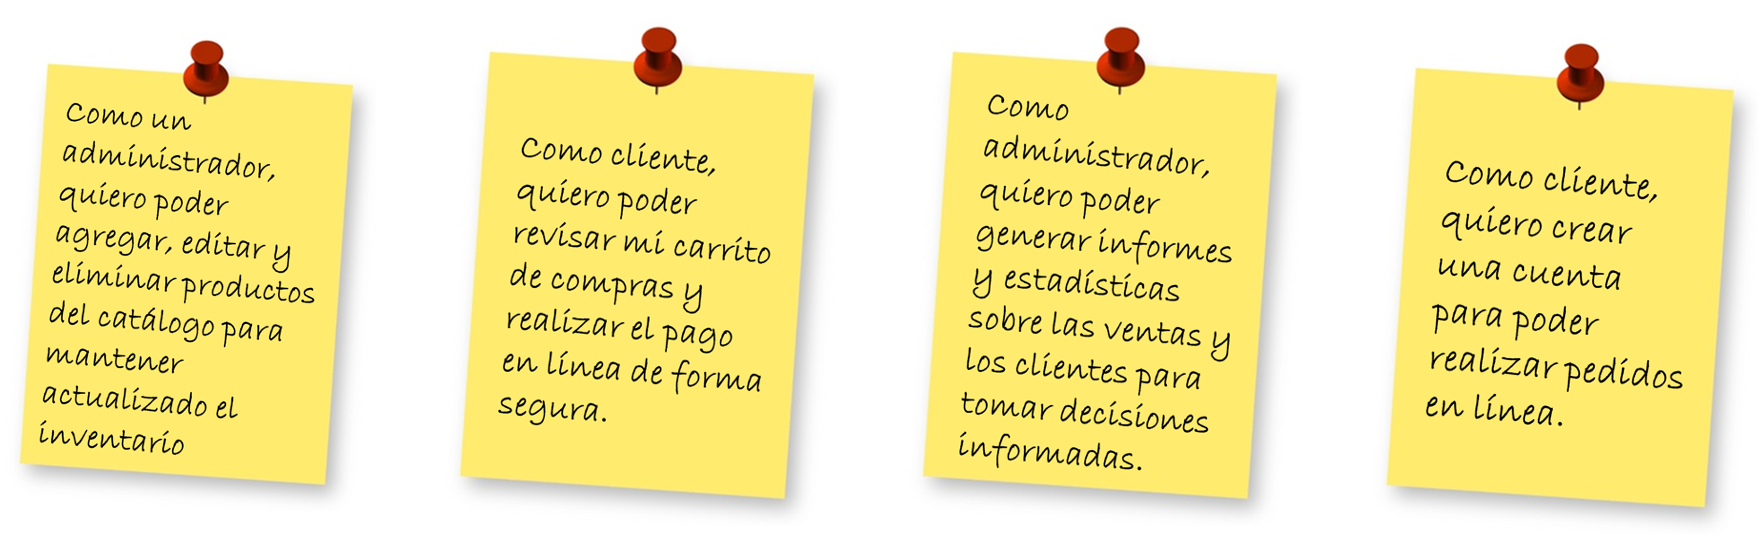 Como un
administrador,
quiero poder
agregar, editar y
eliminar productos
del catálogo para
mantener
actualizado el
inventario
Como cliente,
quiero poder
revisar mi carrito
de compras y
realizar el pago
en línea de forma
segura.
Como
administrador,
quiero poder
generar informes
y estadísticas
sobre las ventas y
los clientes para
tomar decisiones
informadas.
Como cliente,
quiero crear
una cuenta
para poder
realizar pedidos
en línea.